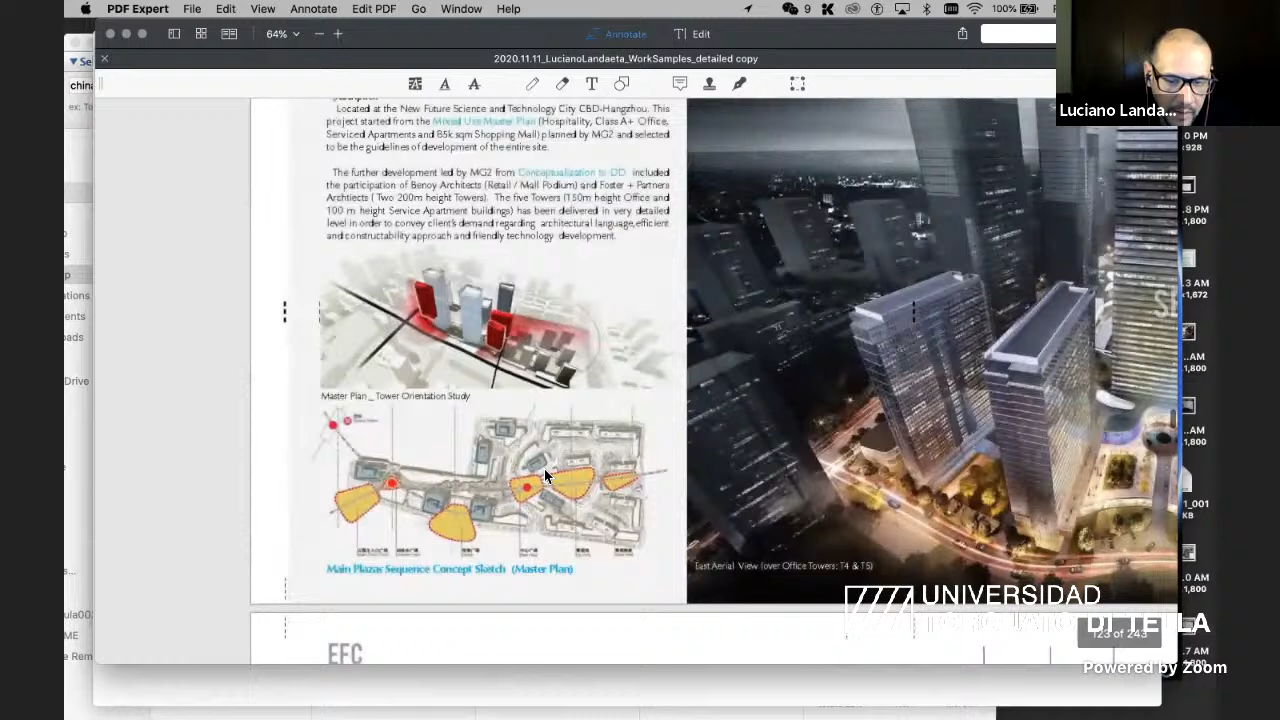 PDF Expert File Edit View Annotate Edit PDF Go Window Help 9 100%
64% Annotate Edit
2020.11.11_LucianoLandaeta_WorkSamples_detailed copy
Luciano Landa...
Located at the New Future Science and Technology City CBD-Hangzhou. This
project started from the Mixed Use Master Plan (Hospitality, Class A+ Office,
Serviced Apartments and 85k sqm Shopping Mall) planned by MG2 and selected
to be the guidelines of development of the entire site.
The further development led by MG2 from Conceptualization to DD included
the participation of Benoy Architects (Retail / Mall Podium) and Foster + Partners
Architects ( Two 200m height Towers). The five Towers (150m height Office and
100 m height Service Apartment buildings) has been delivered in very detailed
level in order to convey client's demand regarding architectural language, efficient
and constructability approach and friendly technology development.
Master Plan _ Tower Orientation Study
Main Plazas Sequence Concept Sketch (Master Plan)
East Aerial View (over Office Towers: T4 & T5)
UNIVERSIDAD
TORCUATO DI TELLA
123 of 243
EFC
Powered by Zoom